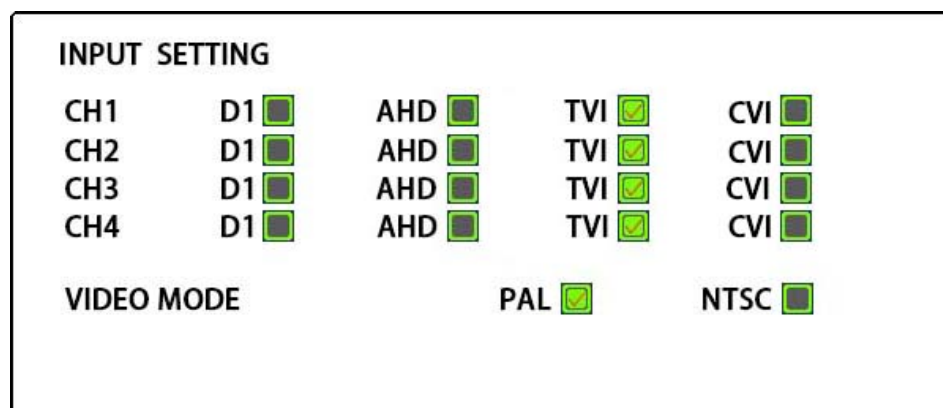 INPUT SETTING
CH1 D1 AHD TVI CVI
CH2 D1 AHD TVI CVI
CH3 D1 AHD TVI CVI
CH4 D1 AHD TVI CVI
VIDEO MODE PAL NTSC